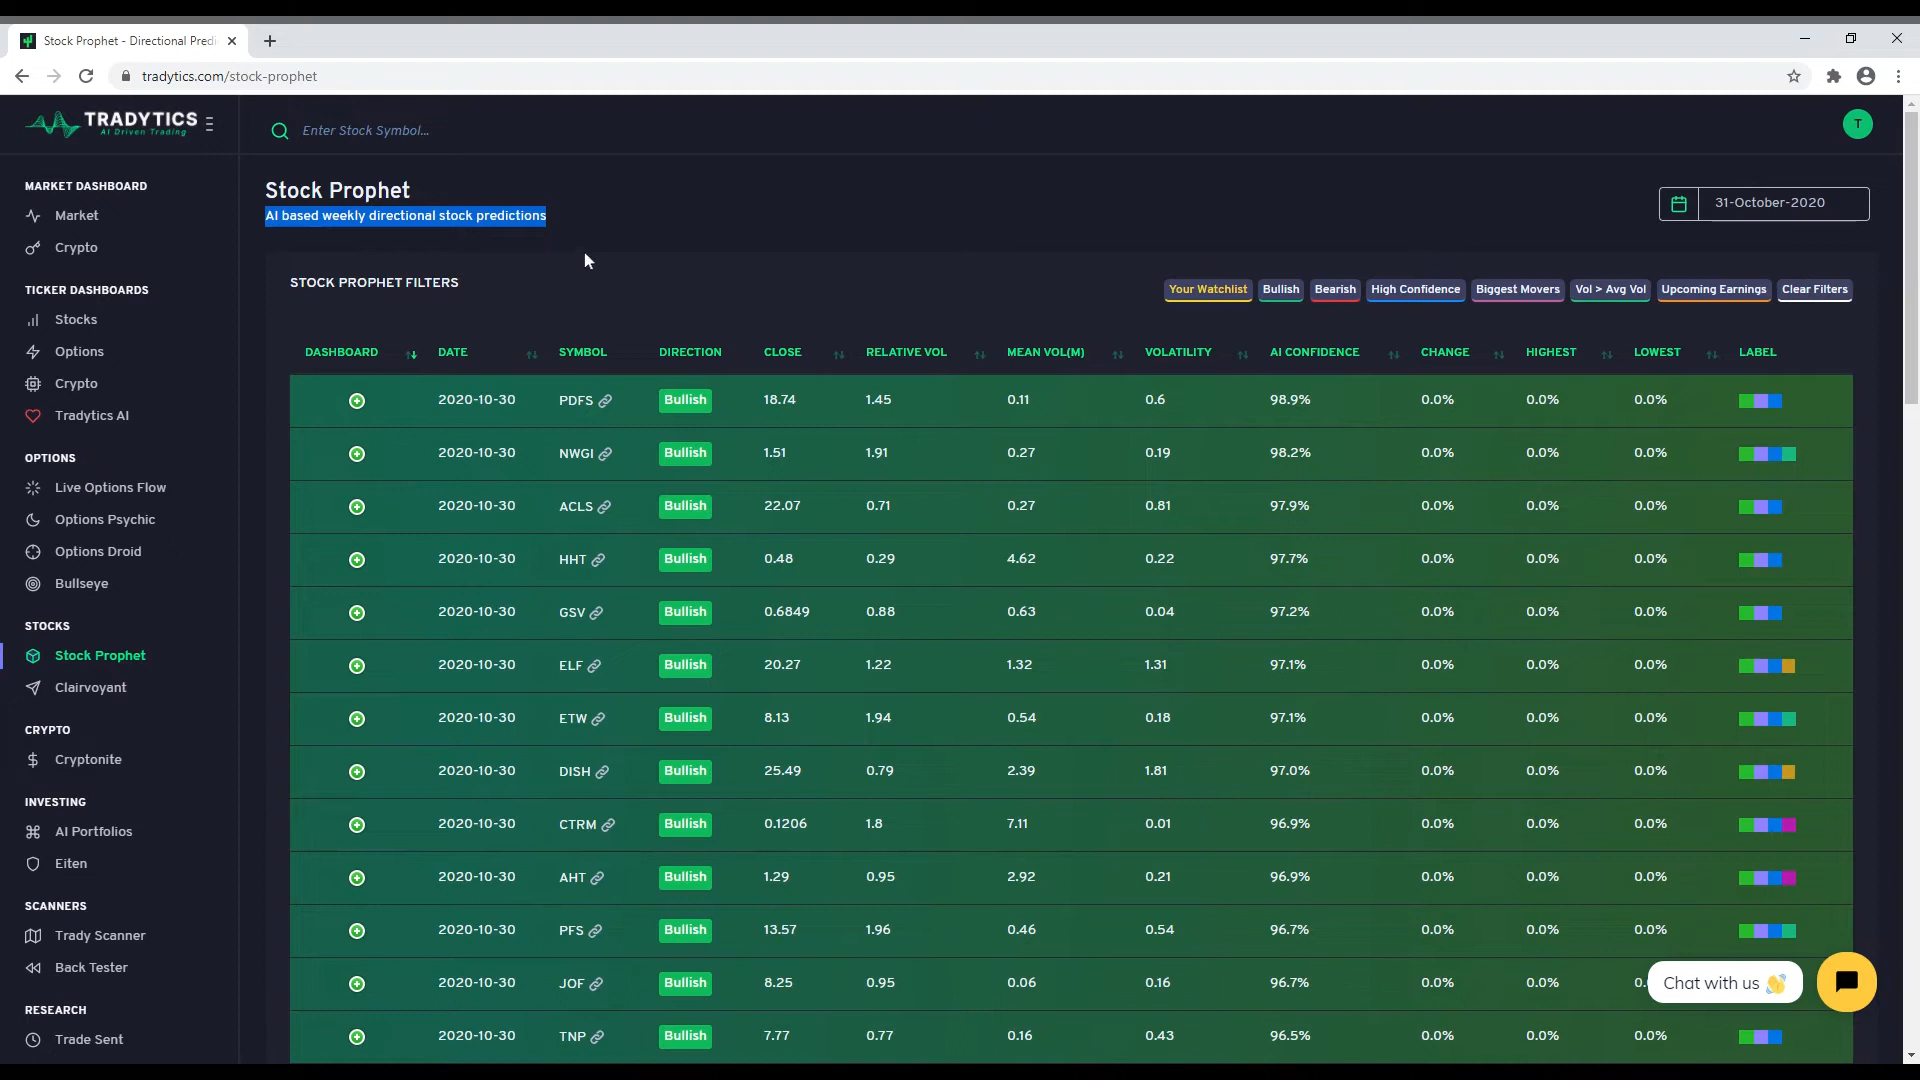 Stock Prophet - Directional Predi
tradytics.com/stock-prophet
TRADYTICS
AI Driven Trading
Enter Stock Symbol...
T
MARKET DASHBOARD
Market
Crypto
TICKER DASHBOARDS
Stocks
Options
Crypto
Tradytics AI
OPTIONS
Live Options Flow
Options Psychic
Options Droid
Bullseye
STOCKS
Stock Prophet
Clairvoyant
CRYPTO
Cryptonite
INVESTING
AI Portfolios
Eiten
SCANNERS
Trady Scanner
Back Tester
RESEARCH
Trade Sent
Stock Prophet
AI based weekly directional stock predictions
31-October-2020
STOCK PROPHET FILTERS
Your Watchlist Bullish Bearish High Confidence Biggest Movers Vol > Avg Vol Upcoming Earnings Clear Filters
DASHBOARD DATE SYMBOL DIRECTION CLOSE RELATIVE VOL MEAN VOL(M) VOLATILITY AI CONFIDENCE CHANGE HIGHEST LOWEST LABEL
2020-10-30 PDFS Bullish 18.74 1.45 0.11 0.6 98.9% 0.0% 0.0% 0.0%
2020-10-30 NWGI Bullish 1.51 1.91 0.27 0.19 98.2% 0.0% 0.0% 0.0%
2020-10-30 ACLS Bullish 22.07 0.71 0.27 0.81 97.9% 0.0% 0.0% 0.0%
2020-10-30 HHT Bullish 0.48 0.29 4.62 0.22 97.7% 0.0% 0.0% 0.0%
2020-10-30 GSV Bullish 0.6849 0.88 0.63 0.04 97.2% 0.0% 0.0% 0.0%
2020-10-30 ELF Bullish 20.27 1.22 1.32 1.31 97.1% 0.0% 0.0% 0.0%
2020-10-30 ETW Bullish 8.13 1.94 0.54 0.18 97.1% 0.0% 0.0% 0.0%
2020-10-30 DISH Bullish 25.49 0.79 2.39 1.81 97.0% 0.0% 0.0% 0.0%
2020-10-30 CTRM Bullish 0.1206 1.8 7.11 0.01 96.9% 0.0% 0.0% 0.0%
2020-10-30 AHT Bullish 1.29 0.95 2.92 0.21 96.9% 0.0% 0.0% 0.0%
2020-10-30 PFS Bullish 13.57 1.96 0.46 0.54 96.7% 0.0% 0.0% 0.0%
2020-10-30 JOF Bullish 8.25 0.95 0.06 0.16 96.7% 0.0% 0.0% 0.
2020-10-30 TNP Bullish 7.77 0.77 0.16 0.43 96.5% 0.0% 0.0% 0.0%
Chat with us 👋